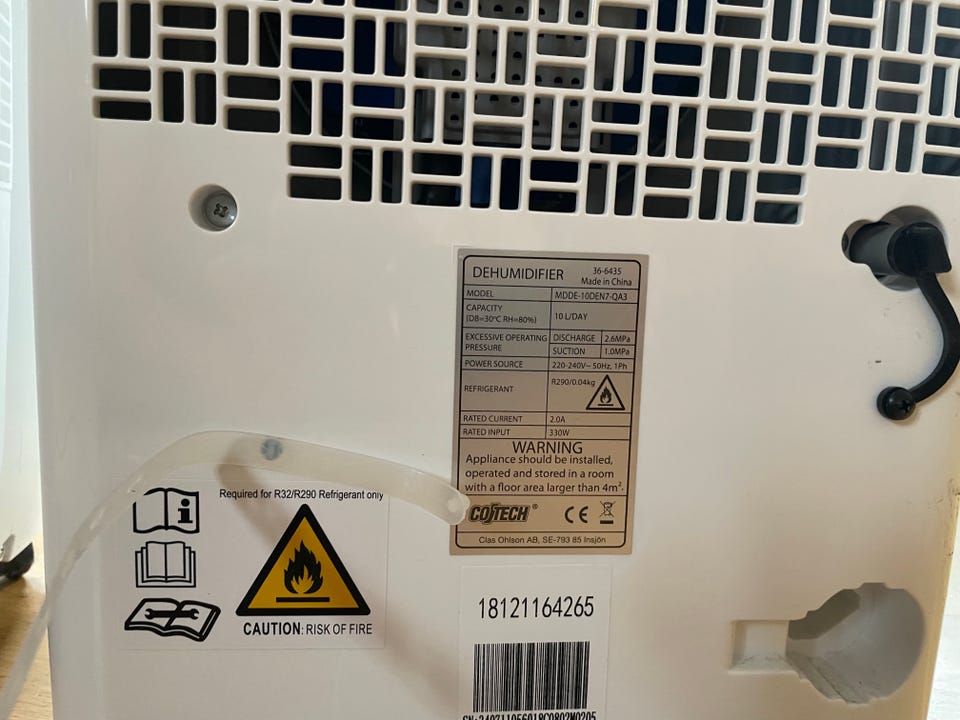 DEHUMIDIFIER 36-6435
Made in China
MODEL MDDE-10DEN7-QA3
CAPACITY
(DB=30°C RH=80%) 10 L/DAY
EXCESSIVE OPERATING PRESSURE DISCHARGE 2.6MPa
SUCTION 1.0MPa
POWER SOURCE 220-240V~ 50Hz, 1Ph
REFRIGERANT R290/0.04kg
RATED CURRENT 2.0A
RATED INPUT 330W
WARNING
Appliance should be installed,
operated and stored in a room
with a floor area larger than 4m².
COTECH®
CE
Clas Ohlson AB, SE-793 85 Insjön
Required for R32/R290 Refrigerant only
i
CAUTION: RISK OF FIRE
18121164265